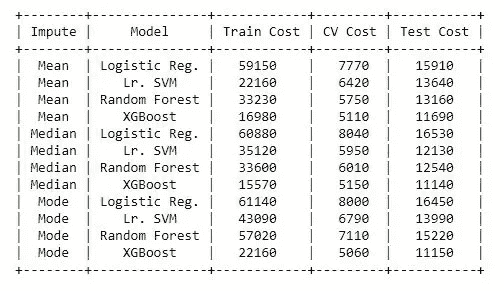 +--------+---------------+------------+---------+-----------+
| Impute | Model | Train Cost | CV Cost | Test Cost |
+--------+---------------+------------+---------+-----------+
| Mean | Logistic Reg. | 59150 | 7770 | 15910 |
| Mean | Lr. SVM | 22160 | 6420 | 13640 |
| Mean | Random Forest | 33230 | 5750 | 13160 |
| Mean | XGBoost | 16980 | 5110 | 11690 |
| Median | Logistic Reg. | 60880 | 8040 | 16530 |
| Median | Lr. SVM | 35120 | 5950 | 12130 |
| Median | Random Forest | 33600 | 6010 | 12540 |
| Median | XGBoost | 15570 | 5150 | 11140 |
| Mode | Logistic Reg. | 61140 | 8000 | 16450 |
| Mode | Lr. SVM | 43090 | 6790 | 13990 |
| Mode | Random Forest | 57020 | 7110 | 15220 |
| Mode | XGBoost | 22160 | 5060 | 11150 |
+--------+---------------+------------+---------+-----------+